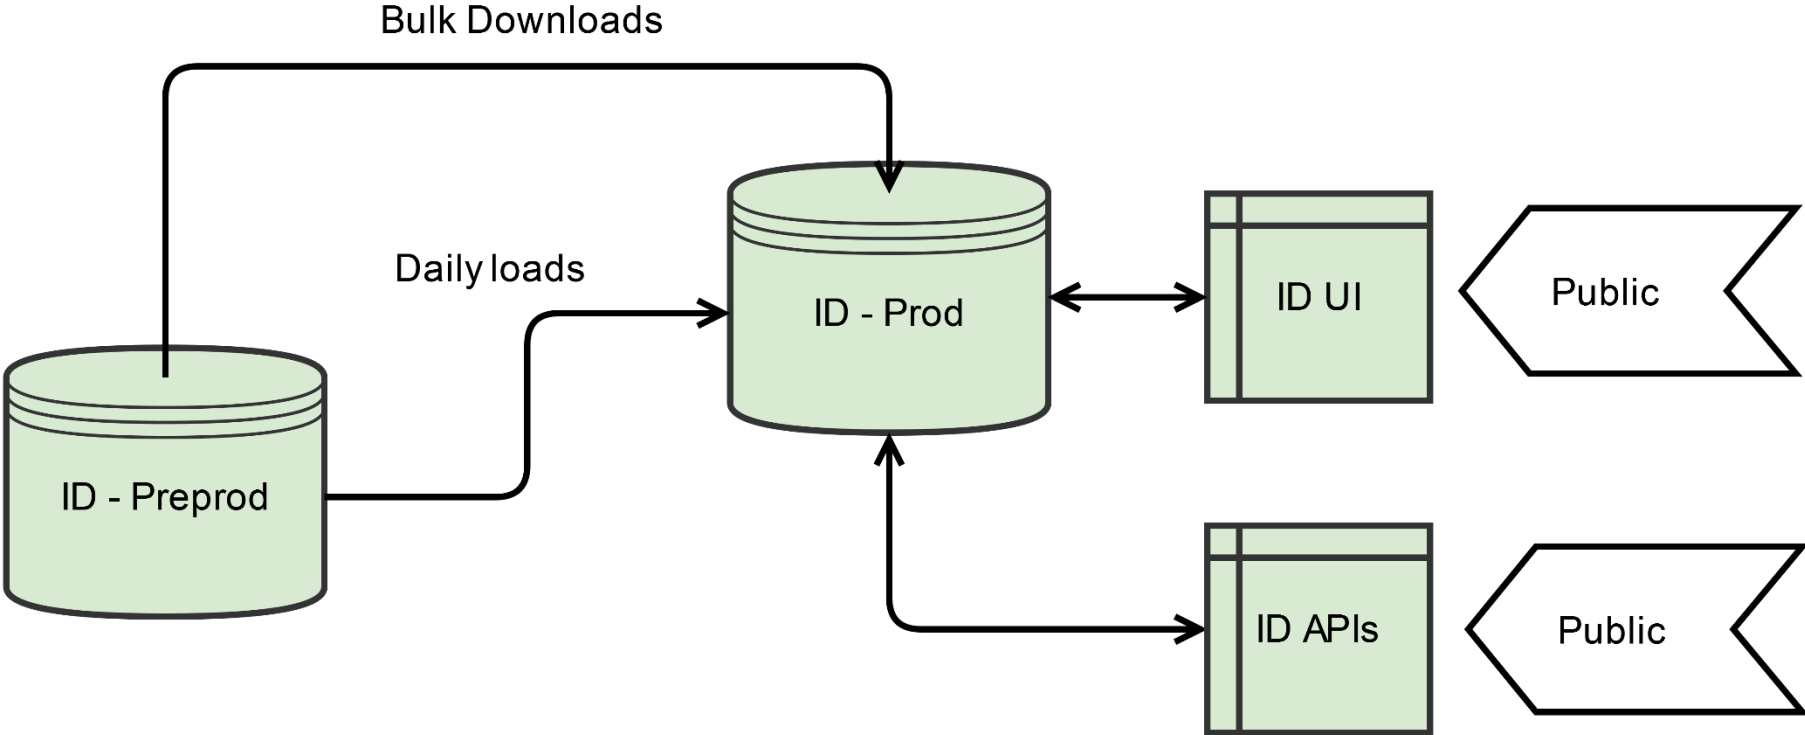 Bulk Downloads
Daily loads
ID - Prod
ID UI
Public
ID - Preprod
ID APIs
Public